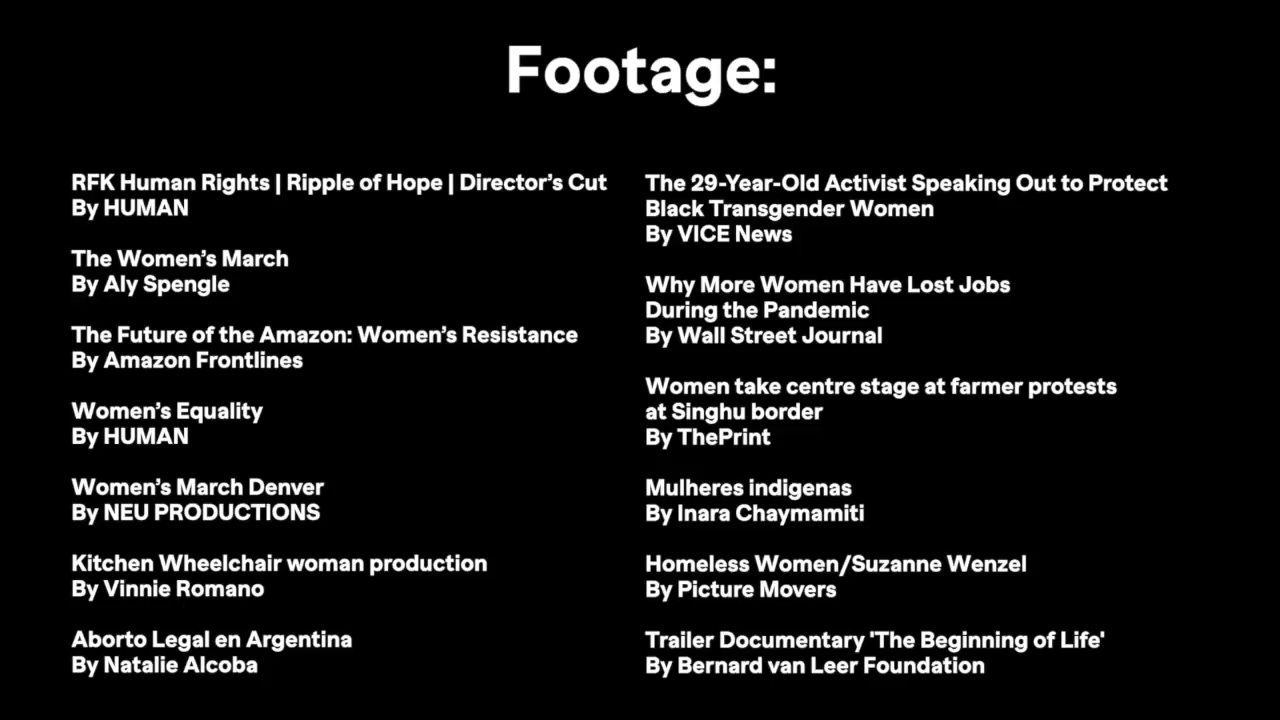 Footage:
RFK Human Rights | Ripple of Hope | Director’s Cut
By HUMAN
The Women’s March
By Aly Spengle
The Future of the Amazon: Women’s Resistance
By Amazon Frontlines
Women’s Equality
By HUMAN
Women’s March Denver
By NEU PRODUCTIONS
Kitchen Wheelchair woman production
By Vinnie Romano
Aborto Legal en Argentina
By Natalie Alcoba
The 29-Year-Old Activist Speaking Out to Protect
Black Transgender Women
By VICE News
Why More Women Have Lost Jobs
During the Pandemic
By Wall Street Journal
Women take centre stage at farmer protests
at Singhu border
By ThePrint
Mulheres indigenas
By Inara Chaymamiti
Homeless Women/Suzanne Wenzel
By Picture Movers
Trailer Documentary 'The Beginning of Life'
By Bernard van Leer Foundation